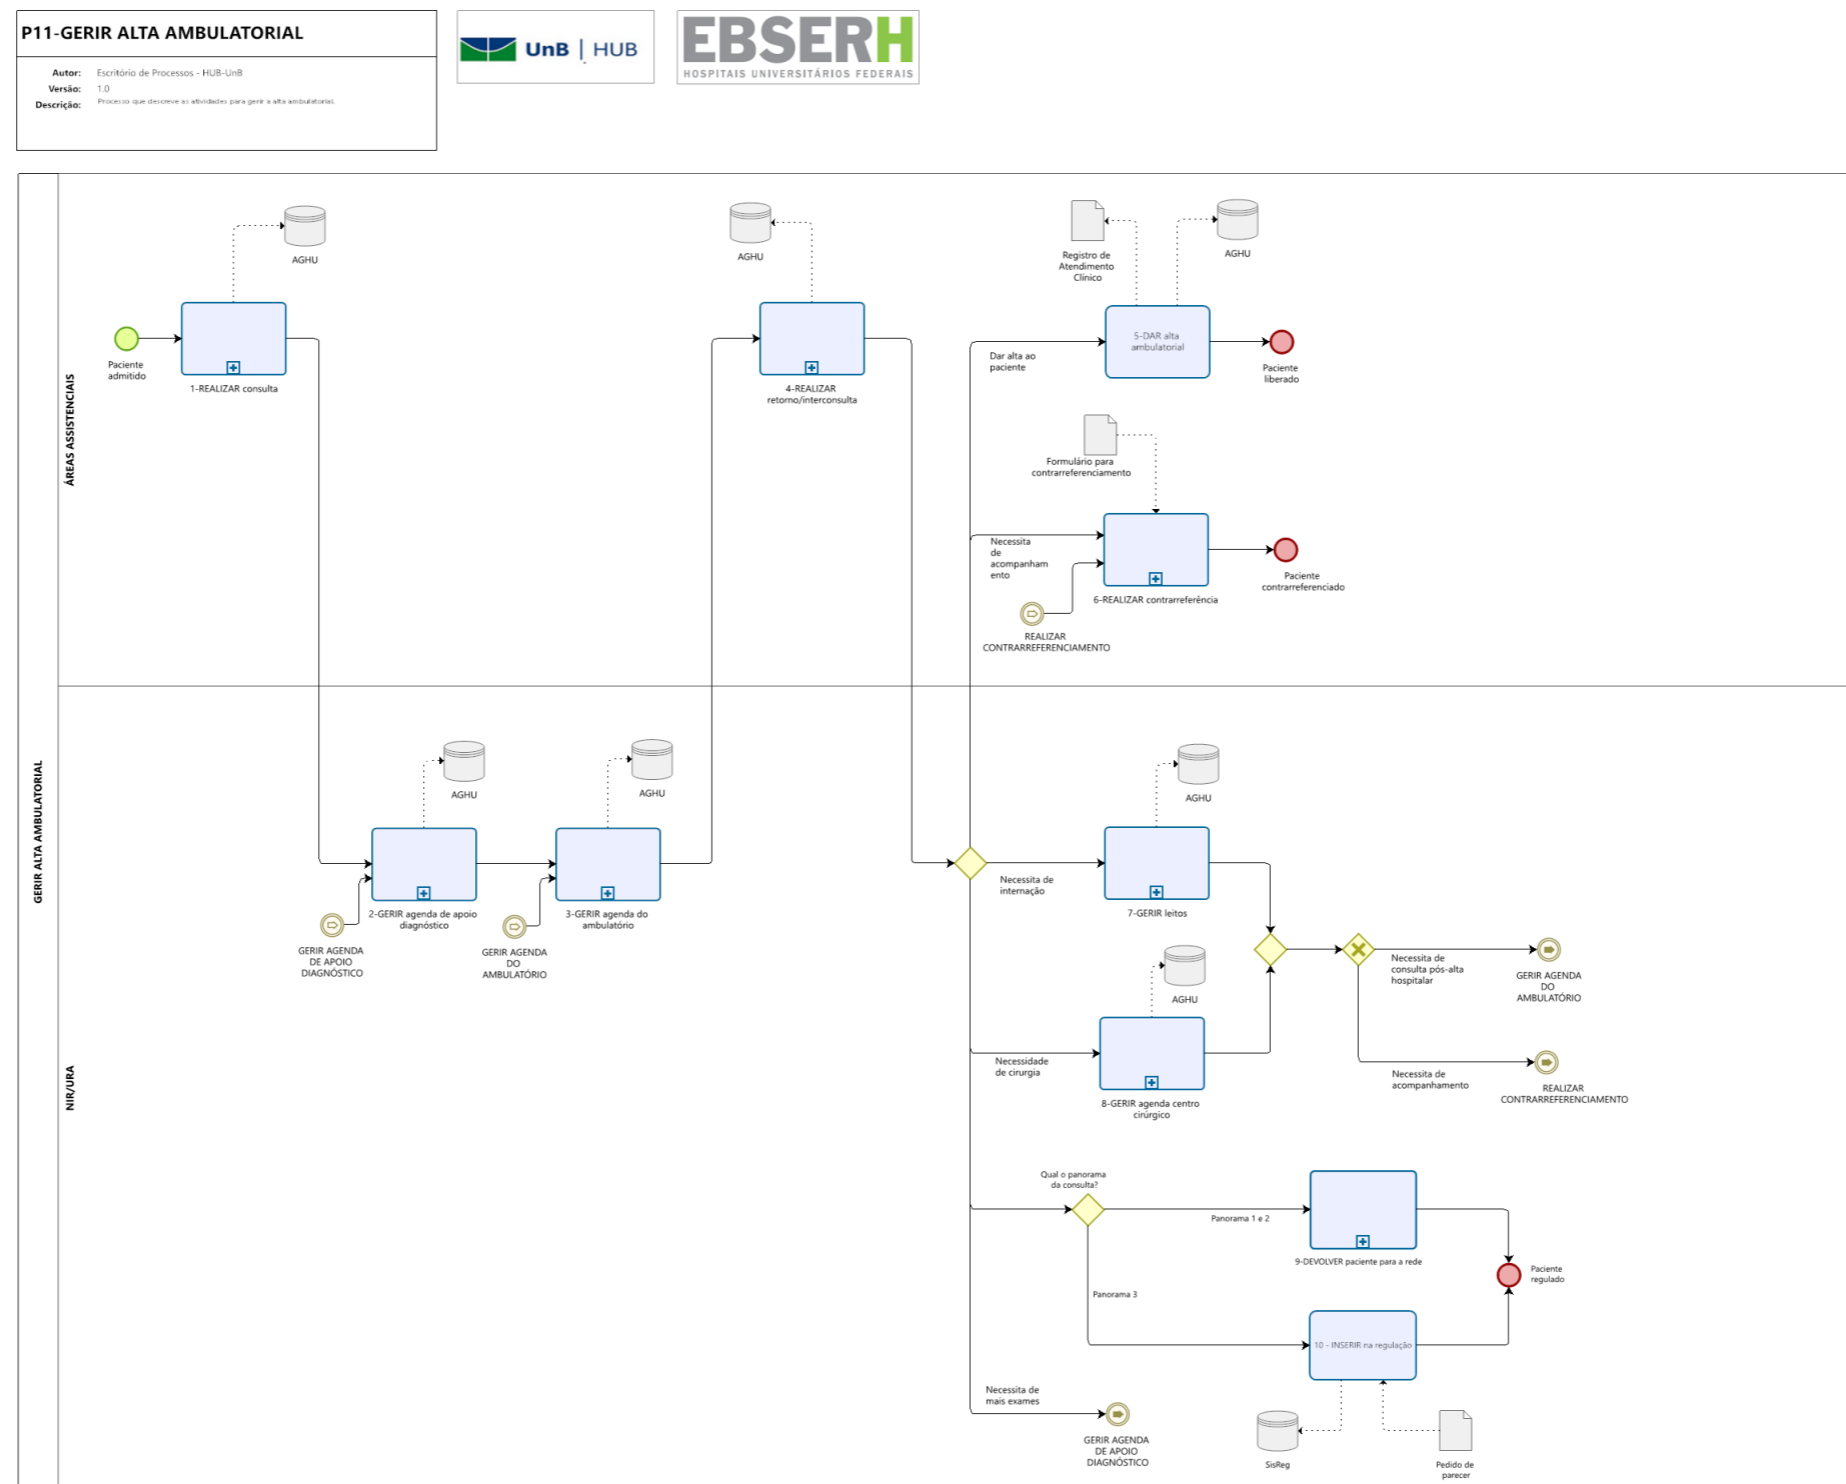 P11-GERIR ALTA AMBULATORIAL
Autor: Escritório de Processos - HUB-UnB
Versão: 1.0
Descrição: Processo que descreve as atividades para gerir a alta ambulatorial.
UnB | HUB
EBSERH
HOSPITAIS UNIVERSITÁRIOS FEDERAIS
GERIR ALTA AMBULATORIAL
ÁREAS ASSISTENCIAIS
Paciente
admitido
AGHU
1-REALIZAR consulta
AGHU
4-REALIZAR
retorno/interconsulta
Registro de
Atendimento
Clínico
AGHU
Dar alta ao
paciente
5-DAR alta
ambulatorial
Paciente
liberado
Formulário para
contrarreferenciamento
Necessita
de
acompanham
ento
6-REALIZAR contrarreferência
Paciente
contrarreferenciado
REALIZAR
CONTRARREFERENCIAMENTO
NIR/URA
AGHU
2-GERIR agenda de apoio
diagnóstico
GERIR AGENDA
DE APOIO
DIAGNÓSTICO
AGHU
3-GERIR agenda do
ambulatório
GERIR AGENDA
DO
AMBULATÓRIO
AGHU
Necessita de
internação
7-GERIR leitos
AGHU
Necessidade
de cirurgia
8-GERIR agenda centro
cirúrgico
Necessita de
consulta pós-alta
hospitalar
GERIR AGENDA
DO
AMBULATÓRIO
Necessita de
acompanhamento
REALIZAR
CONTRARREFERENCIAMENTO
Qual o panorama
da consulta?
Panorama 1 e 2
9-DEVOLVER paciente para a rede
Paciente
regulado
Panorama 3
10 - INSERIR na regulação
Necessita de
mais exames
GERIR AGENDA
DE APOIO
DIAGNÓSTICO
SisReg
Pedido de
parecer